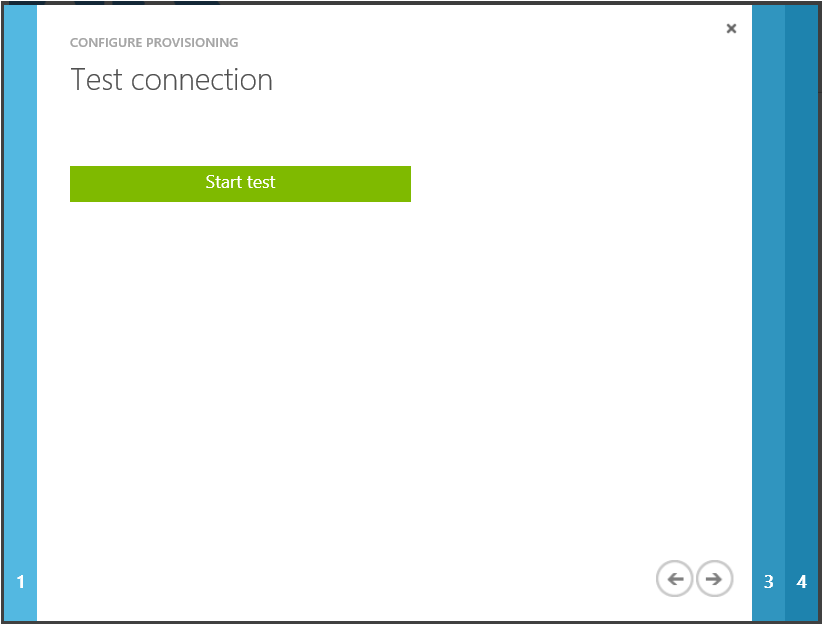 CONFIGURE PROVISIONING
Test connection
Start test
1
3
4